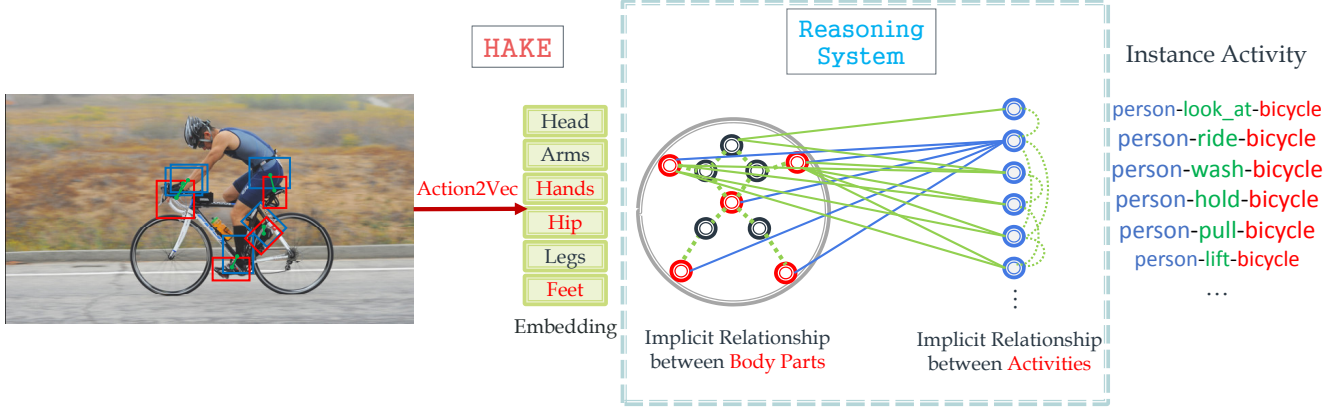 HAKE
Reasoning
System
Instance Activity
Action2Vec
Head
Arms
Hands
Hip
Legs
Feet
Embedding
Implicit Relationship
between Body Parts
Implicit Relationship
between Activities
person-look_at-bicycle
person-ride-bicycle
person-wash-bicycle
person-hold-bicycle
person-pull-bicycle
person-lift-bicycle
...